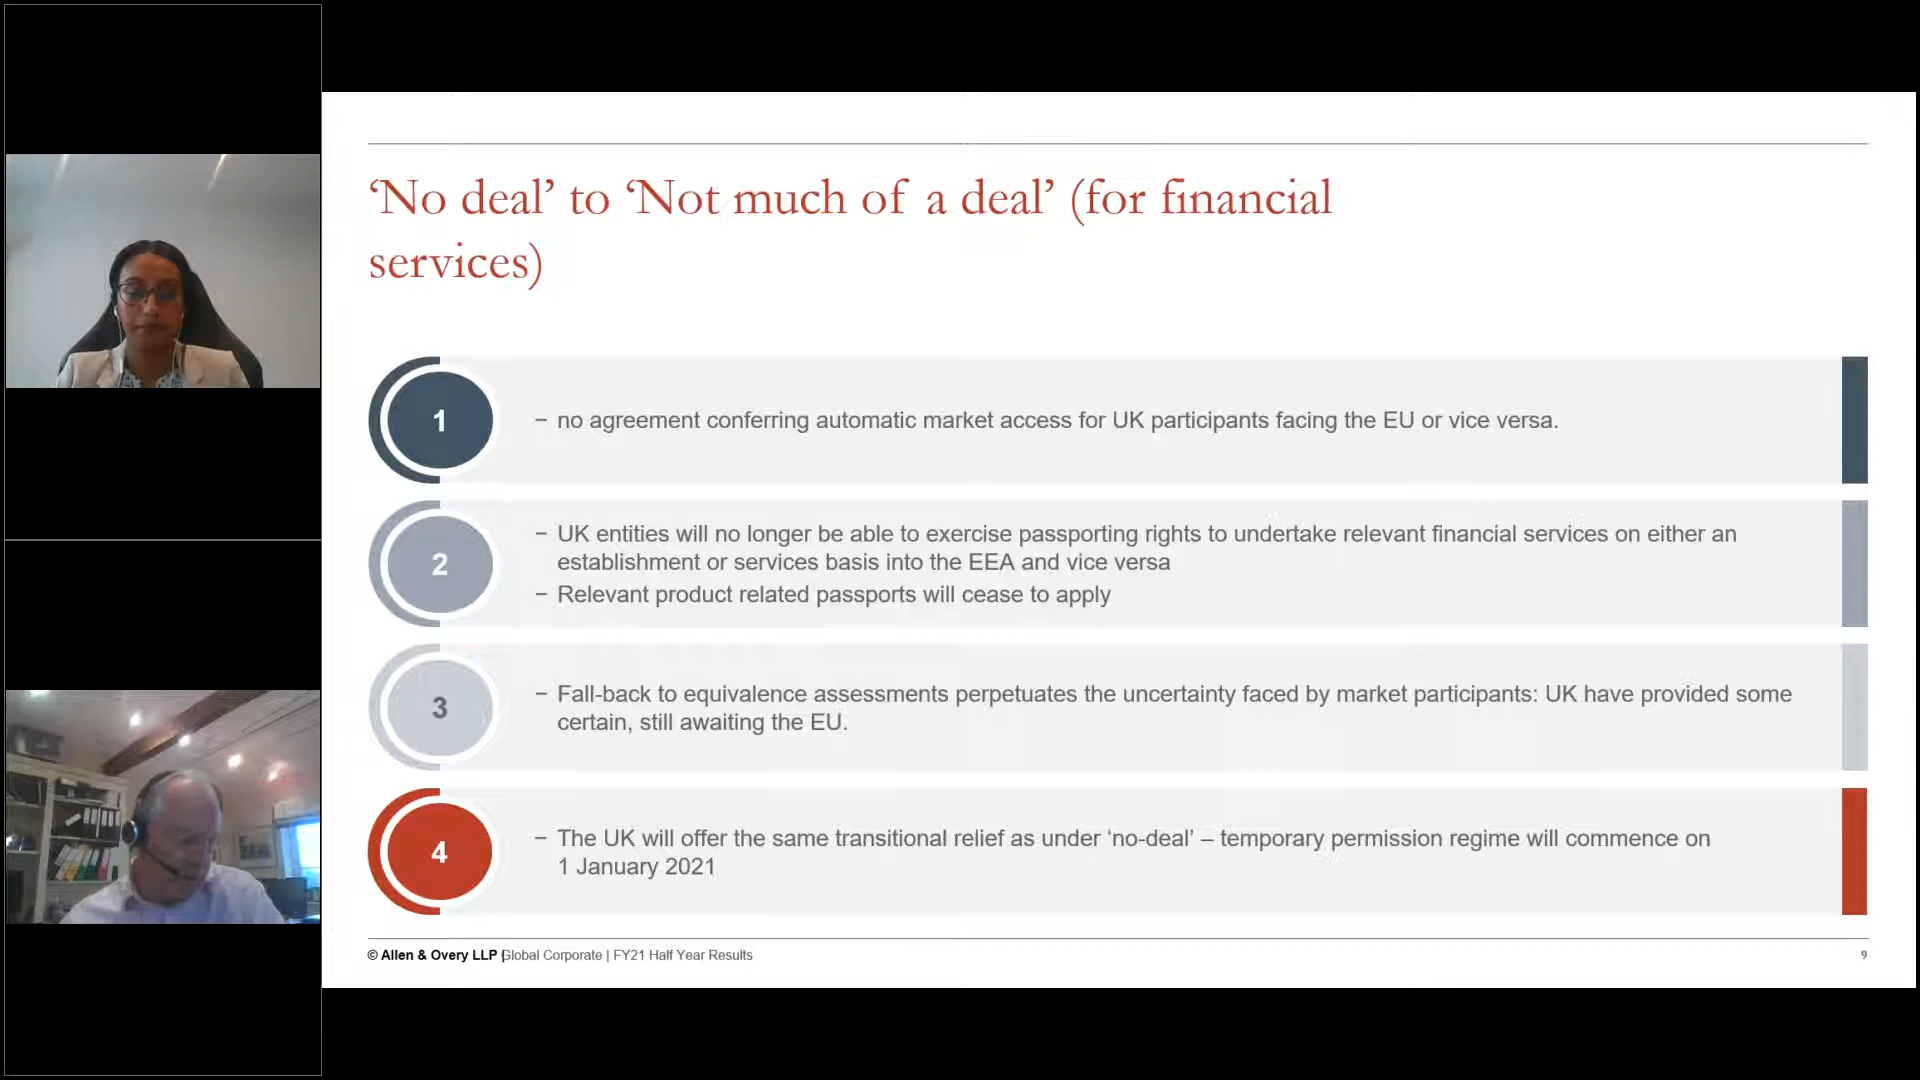 ‘No deal’ to ‘Not much of a deal’ (for financial
services)
1
− no agreement conferring automatic market access for UK participants facing the EU or vice versa.
2
− UK entities will no longer be able to exercise passporting rights to undertake relevant financial services on either an
establishment or services basis into the EEA and vice versa
− Relevant product related passports will cease to apply
3
− Fall-back to equivalence assessments perpetuates the uncertainty faced by market participants: UK have provided some
certain, still awaiting the EU.
4
− The UK will offer the same transitional relief as under ‘no-deal’ – temporary permission regime will commence on
1 January 2021
© Allen & Overy LLP | Global Corporate | FY21 Half Year Results
9